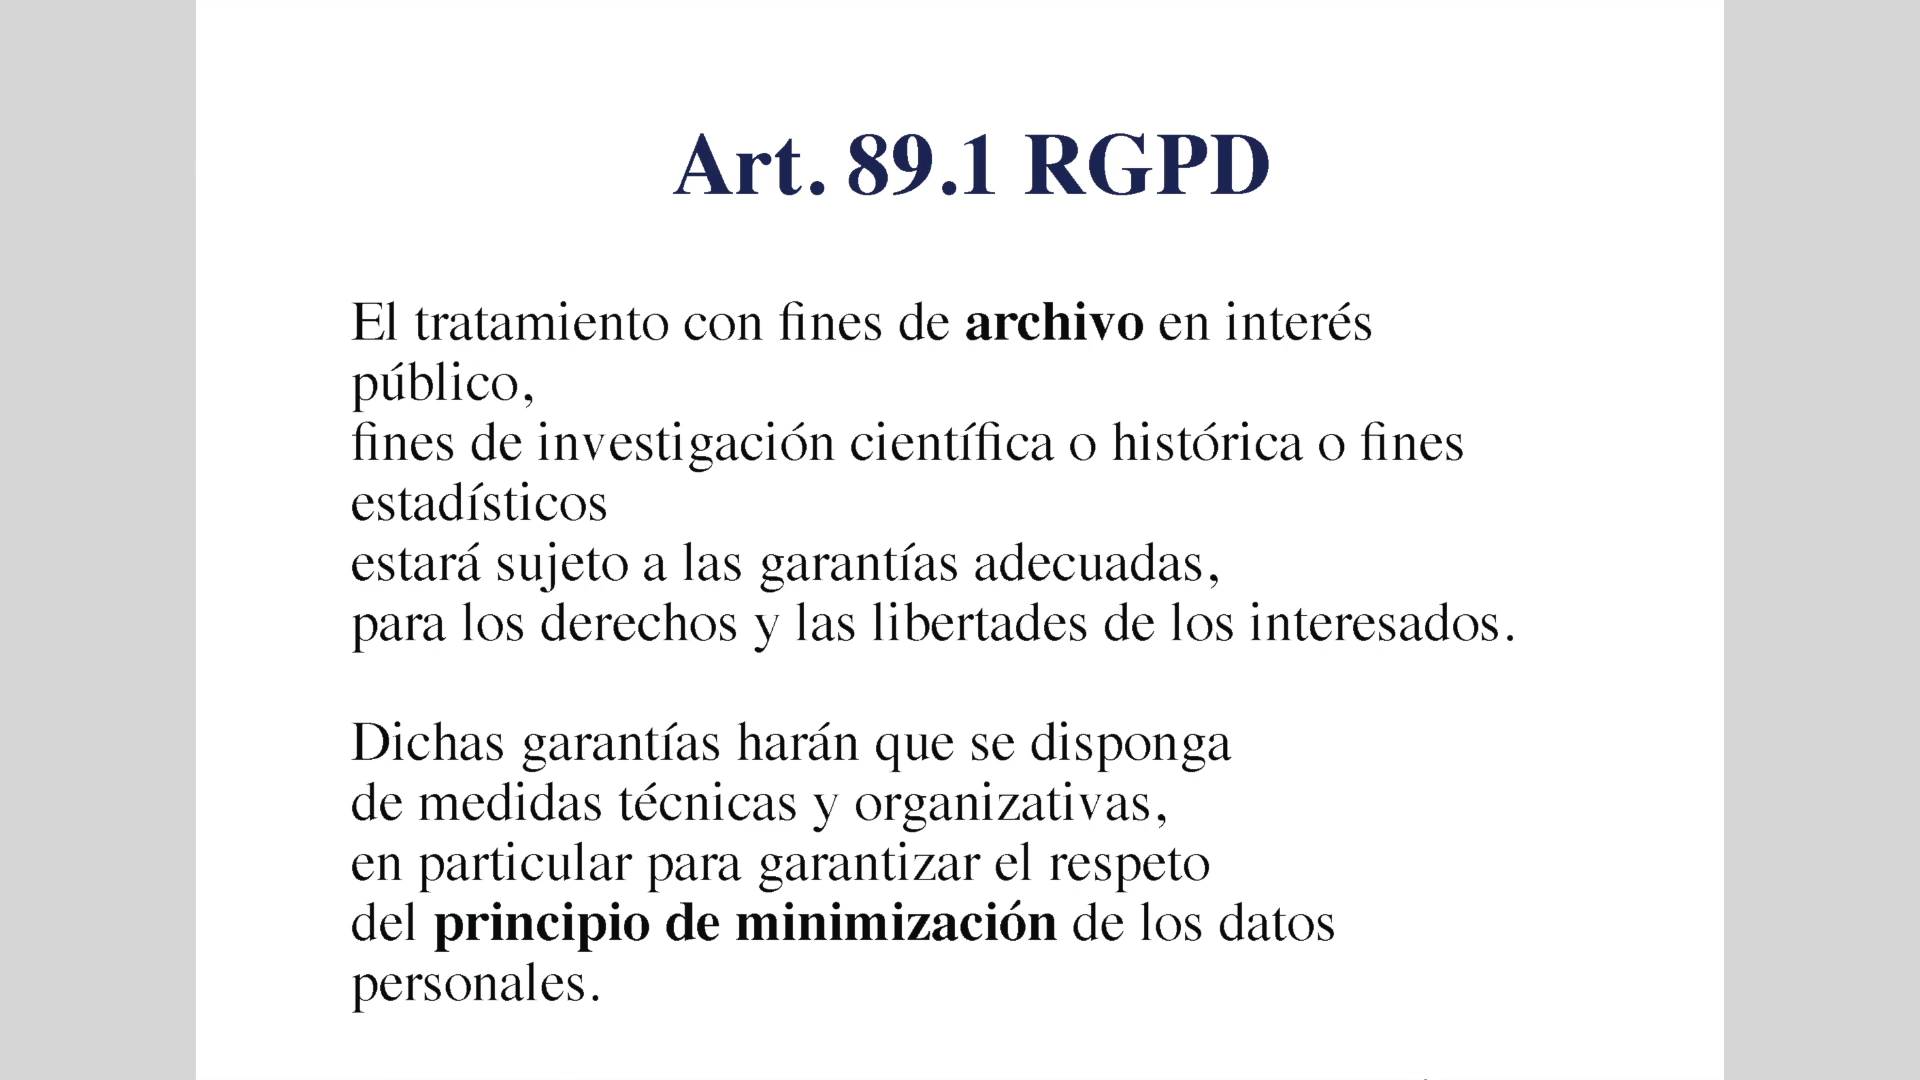 Art. 89.1 RGPD
El tratamiento con fines de archivo en interés
público,
fines de investigación científica o histórica o fines
estadísticos
estará sujeto a las garantías adecuadas,
para los derechos y las libertades de los interesados.
Dichas garantías harán que se disponga
de medidas técnicas y organizativas,
en particular para garantizar el respeto
del principio de minimización de los datos
personales.